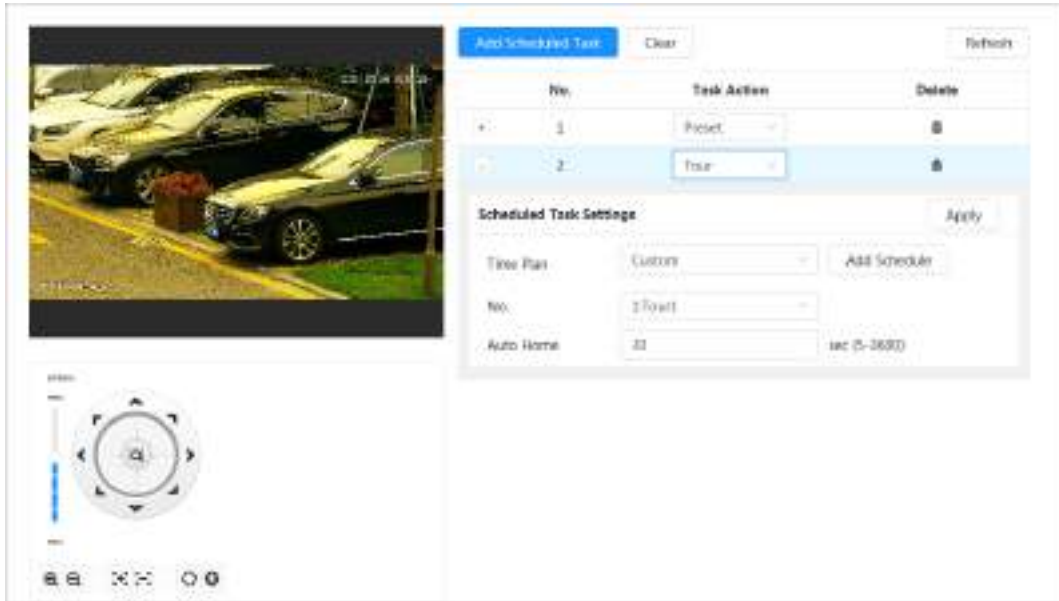 Add Scheduled Task Clear Refresh
No. Task Action Delete
1 Preset
2 Tour
Scheduled Task Settings Apply
Time Plan Custom Add Schedule
No.
Auto Home sec (5-3600)